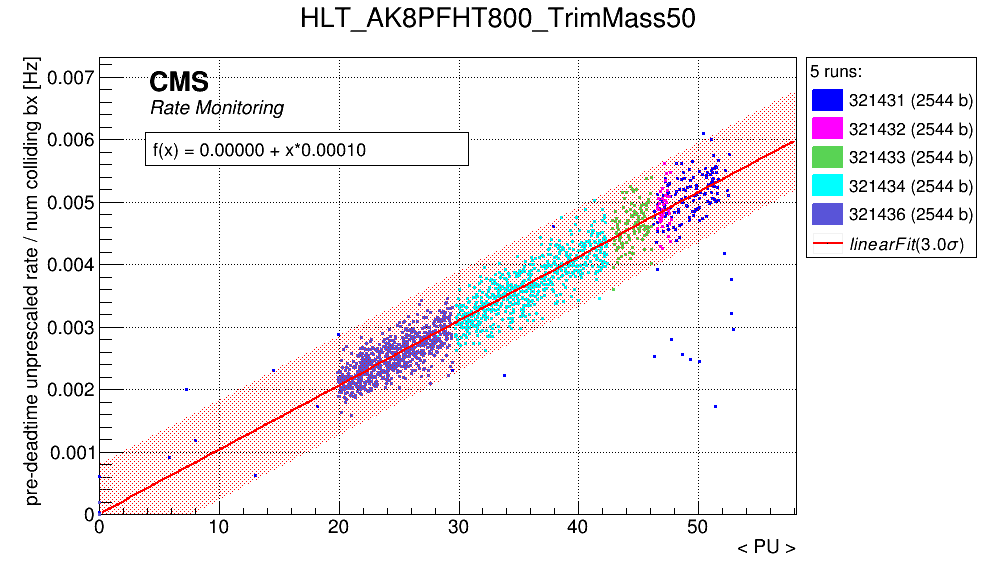 HLT_AK8PFHT800_TrimMass50
pre-deadtime unprescaled rate / num colliding bx [Hz]
0.007
0.006
0.005
0.004
0.003
0.002
0.001
0
CMS
Rate Monitoring
f(x) = 0.00000 + x*0.00010
0 10 20 30 40 50
< PU >
5 runs:
321431 (2544 b)
321432 (2544 b)
321433 (2544 b)
321434 (2544 b)
321436 (2544 b)
linearFit(3.0σ)